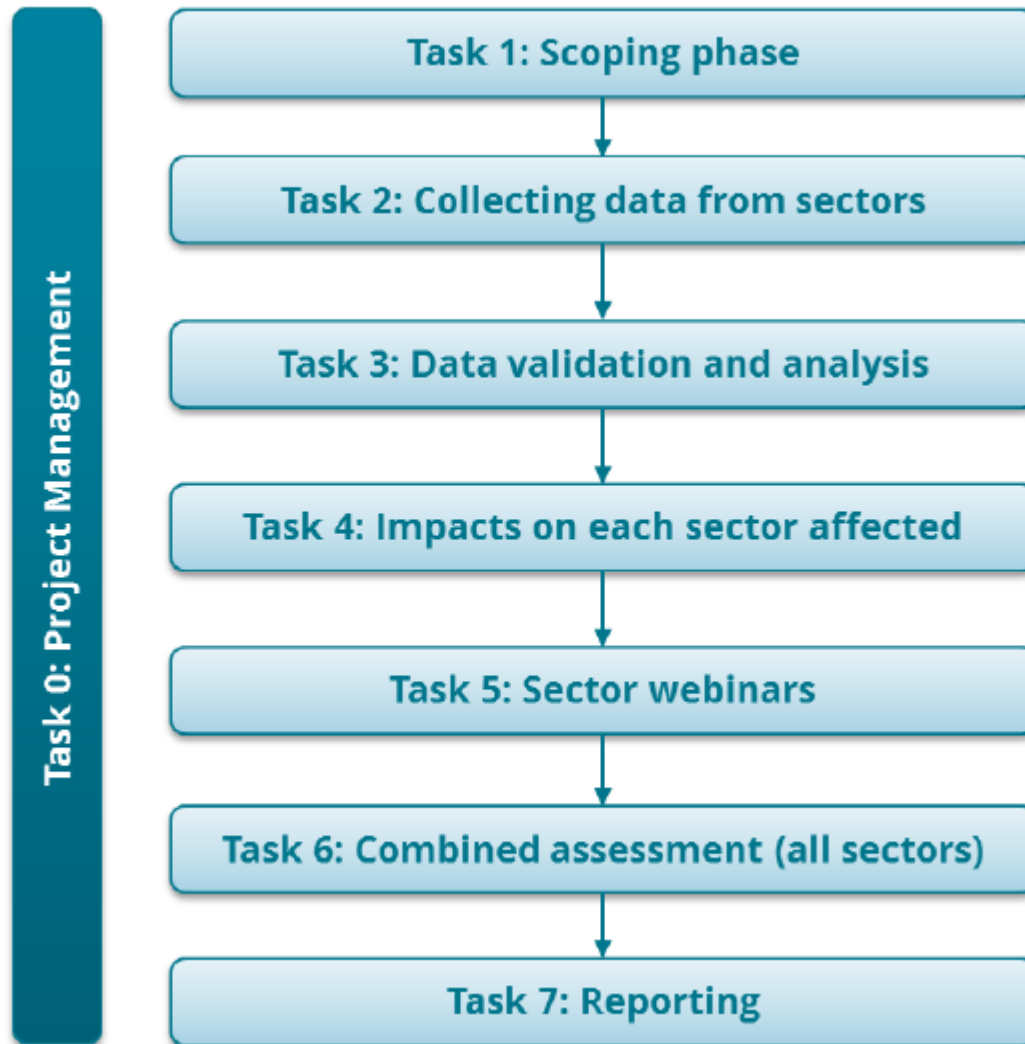 Task 0: Project Management
Task 1: Scoping phase
Task 2: Collecting data from sectors
Task 3: Data validation and analysis
Task 4: Impacts on each sector affected
Task 5: Sector webinars
Task 6: Combined assessment (all sectors)
Task 7: Reporting